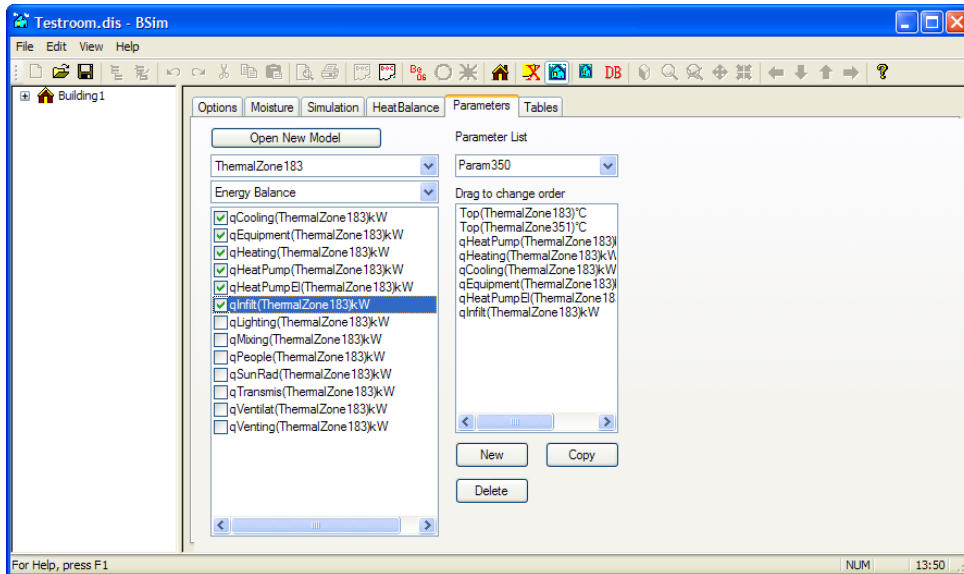 Testroom.dis - BSim
File Edit View Help
DB
Building1
Options Moisture Simulation HeatBalance Parameters Tables
Open New Model
Parameter List
ThermalZone183
Param350
Energy Balance
Drag to change order
qCooling(ThermalZone183)kW
qEquipment(ThermalZone183)kW
qHeating(ThermalZone183)kW
qHeatPump(ThermalZone183)kW
qHeatPumpEl(ThermalZone183)kW
qInfilt(ThermalZone183)kW
qLighting(ThermalZone183)kW
qMixing(ThermalZone183)kW
qPeople(ThermalZone183)kW
qSunRad(ThermalZone183)kW
qTransmis(ThermalZone183)kW
qVentilat(ThermalZone183)kW
qVenting(ThermalZone183)kW
Top(ThermalZone183)°C
Top(ThermalZone351)°C
qHeatPump(ThermalZone183)
qHeating(ThermalZone183)kW
qCooling(ThermalZone183)kW
qEquipment(ThermalZone183)
qHeatPumpEl(ThermalZone18
qInfilt(ThermalZone183)kW
New Copy
Delete
For Help, press F1
NUM 13:50